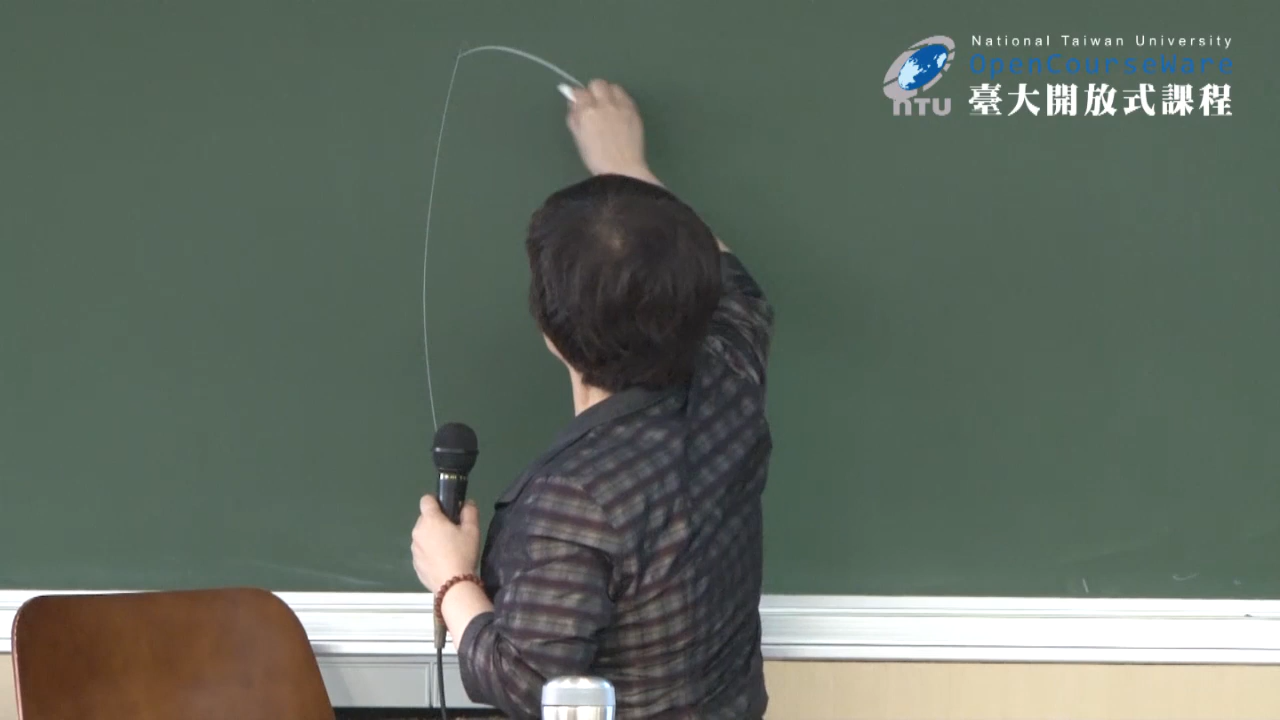 National Taiwan University
OpenCourseWare
NTU
臺大開放式課程